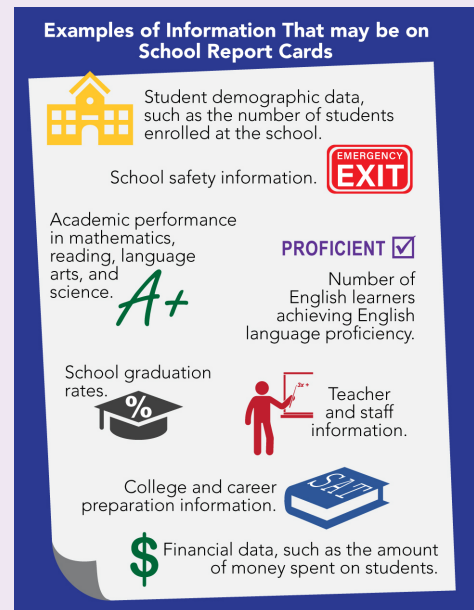 Examples of Information That may be on
School Report Cards
Student demographic data,
such as the number of students
enrolled at the school.
School safety information.
EMERGENCY
EXIT
Academic performance
in mathematics,
reading, language
arts, and
science.
A+
PROFICIENT
Number of
English learners
achieving English
language proficiency.
School graduation
rates.
%
2x +
Teacher
and staff
information.
College and career
preparation information.
SAT
$
Financial data, such as the amount
of money spent on students.